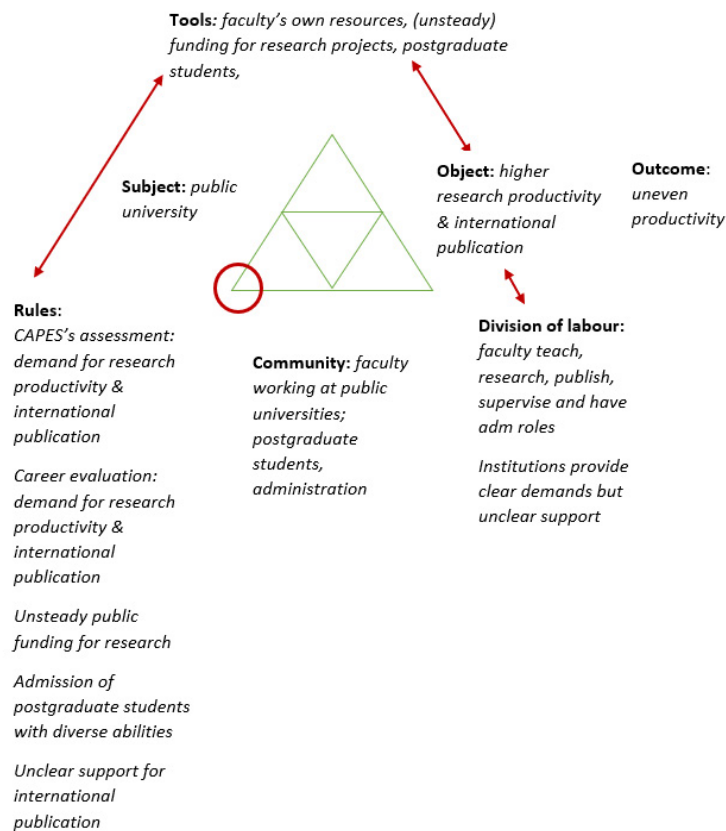 Tools: faculty's own resources, (unsteady)
funding for research projects, postgraduate
students,
Subject: public
university
Object: higher
research productivity
& international
publication
Outcome:
uneven
productivity
Rules:
CAPES's assessment:
demand for research
productivity &
international
publication
Career evaluation:
demand for research
productivity &
international
publication
Unsteady public
funding for research
Admission of
postgraduate students
with diverse abilities
Unclear support for
international
publication
Community: faculty
working at public
universities;
postgraduate
students,
administration
Division of labour:
faculty teach,
research, publish,
supervise and have
adm roles
Institutions provide
clear demands but
unclear support